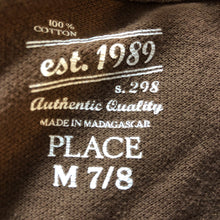 100%
COTTON
est. 1989
s. 298
Authentic Quality
MADE IN MADAGASCAR
PLACE
M 7/8